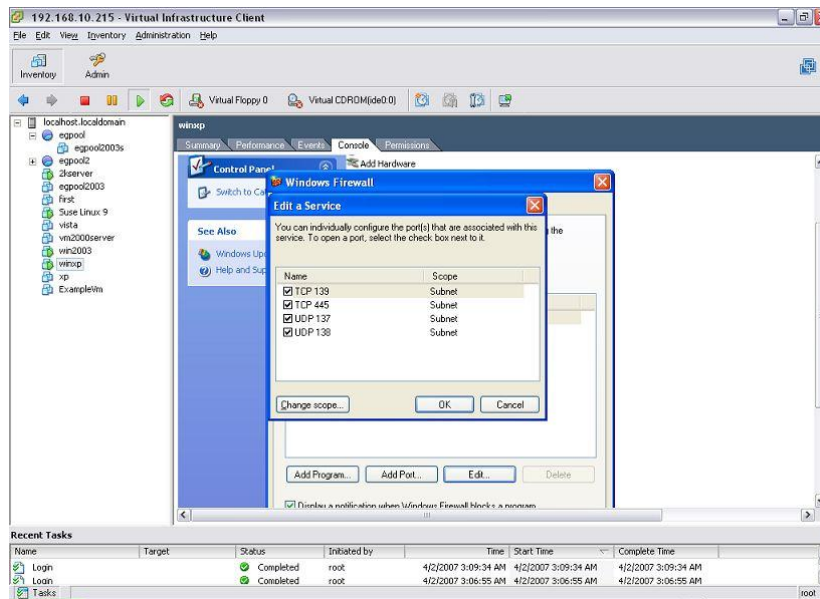 192.168.10.215 - Virtual Infrastructure Client
File Edit View Inventory Administration Help
Inventory Admin
Virtual Floppy 0 Virtual CDROM(ide0:0)
localhost.localdomain
egpool
egpool2003s
egpool2
2kserver
egpool2003
first
Suse Linux 9
vista
vm2000server
win2003
winxp
xp
ExampleVm
winxp
Summary Performance Events Console Permissions
Control Panel
Add Hardware
Switch to
See Also
Windows
Help and
Windows Firewall
the
Edit a Service
You can individually configure the port(s) that are associated with this
service. To open a port, select the check box next to it.
Name Scope
TCP 139 Subnet
TCP 445 Subnet
UDP 137 Subnet
UDP 138 Subnet
Change scope... OK Cancel
Add Program... Add Port... Edit... Delete
Display a notification when Windows Firewall blocks a program
Recent Tasks
Name Target Status Initiated by Time Start Time Complete Time
Login Completed root 4/2/2007 3:09:34 AM 4/2/2007 3:09:34 AM 4/2/2007 3:09:34 AM
Login Completed root 4/2/2007 3:06:55 AM 4/2/2007 3:06:55 AM 4/2/2007 3:06:55 AM
Tasks root